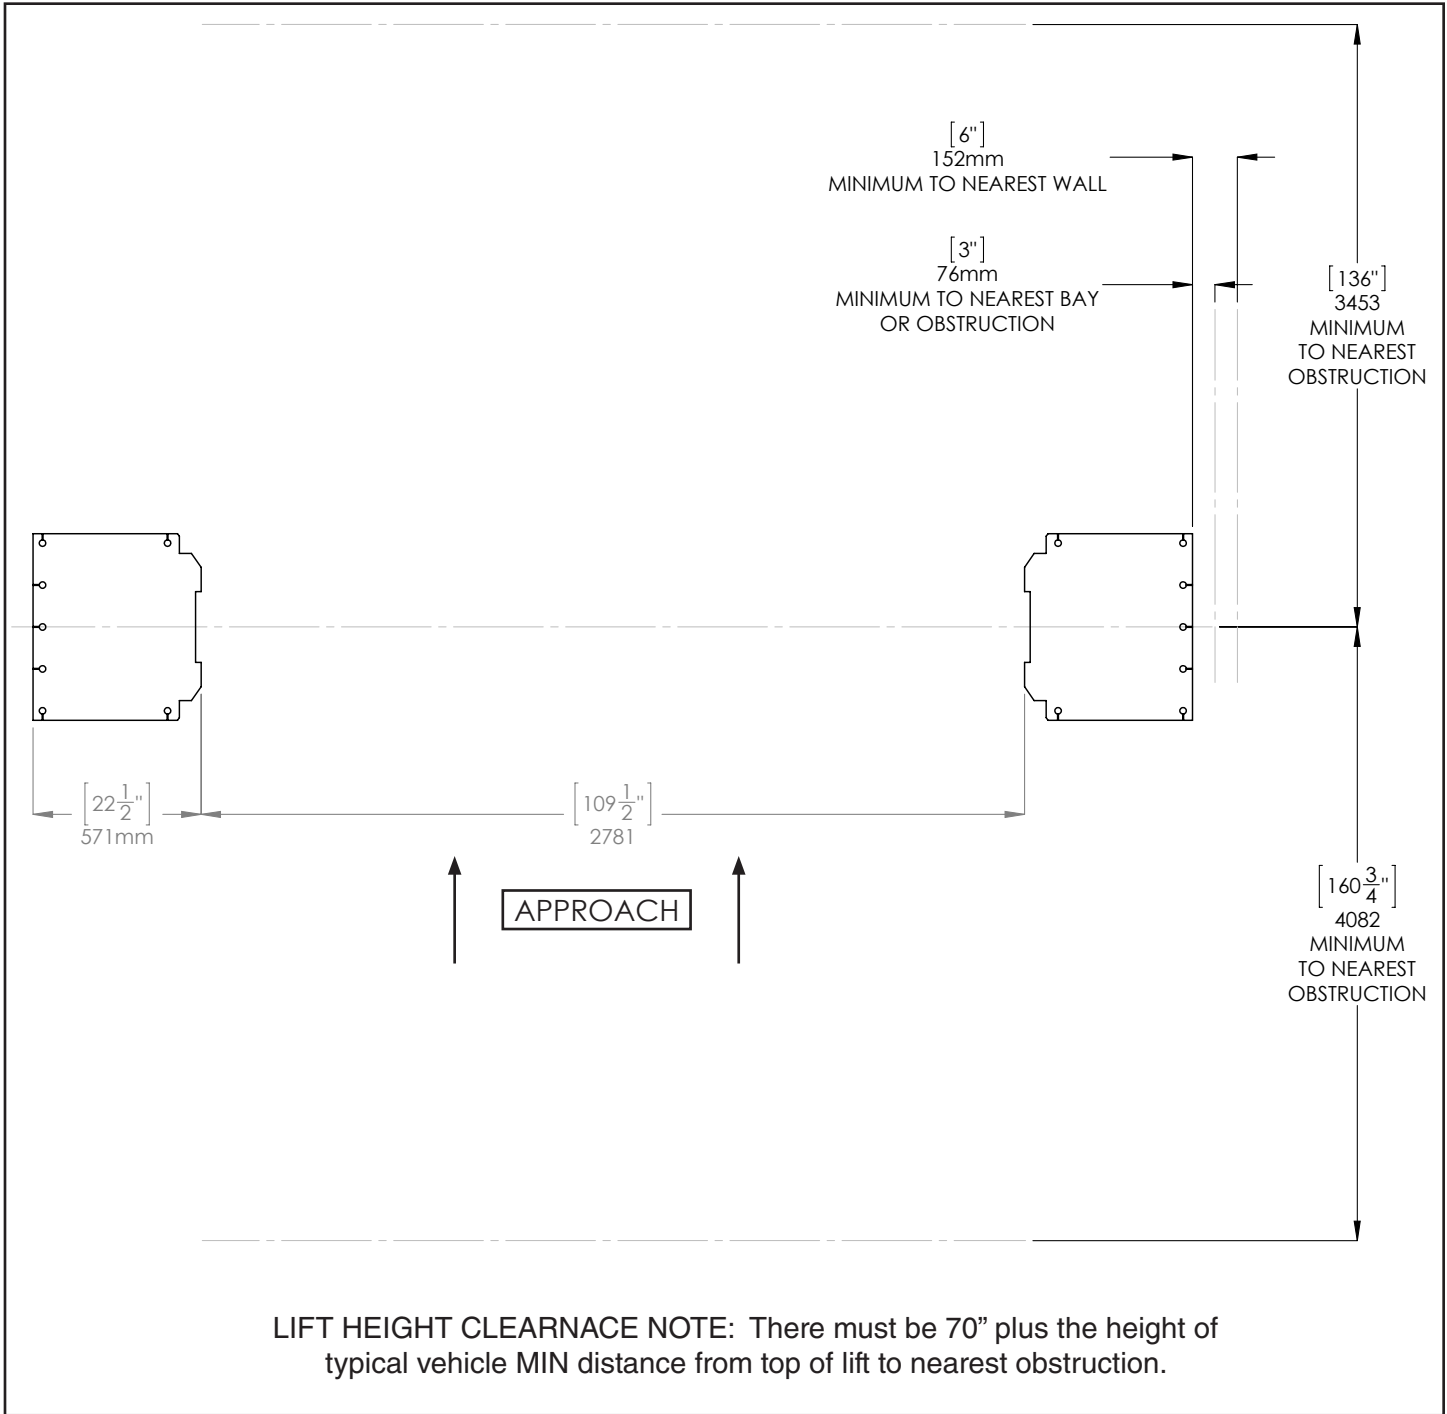 [6"]
152mm
MINIMUM TO NEAREST WALL
[3"]
76mm
MINIMUM TO NEAREST BAY
OR OBSTRUCTION
[136"]
3453
MINIMUM
TO NEAREST
OBSTRUCTION
[22 1/2"]
571mm
[109 1/2"]
2781
APPROACH
[160 3/4"]
4082
MINIMUM
TO NEAREST
OBSTRUCTION
LIFT HEIGHT CLEARNACE NOTE: There must be 70” plus the height of
typical vehicle MIN distance from top of lift to nearest obstruction.